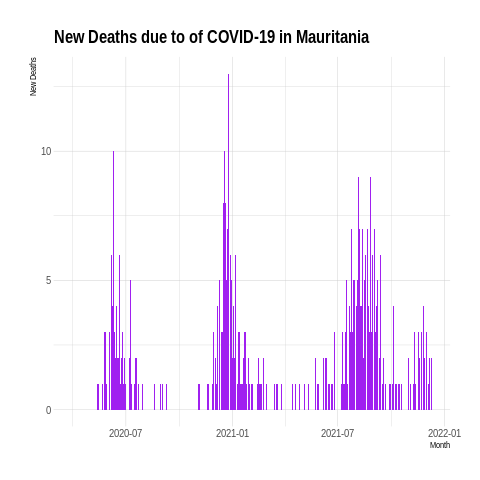 New Deaths due to of COVID-19 in Mauritania
New Deaths
10
5
0
2020-07 2021-01 2021-07 2022-01
Month